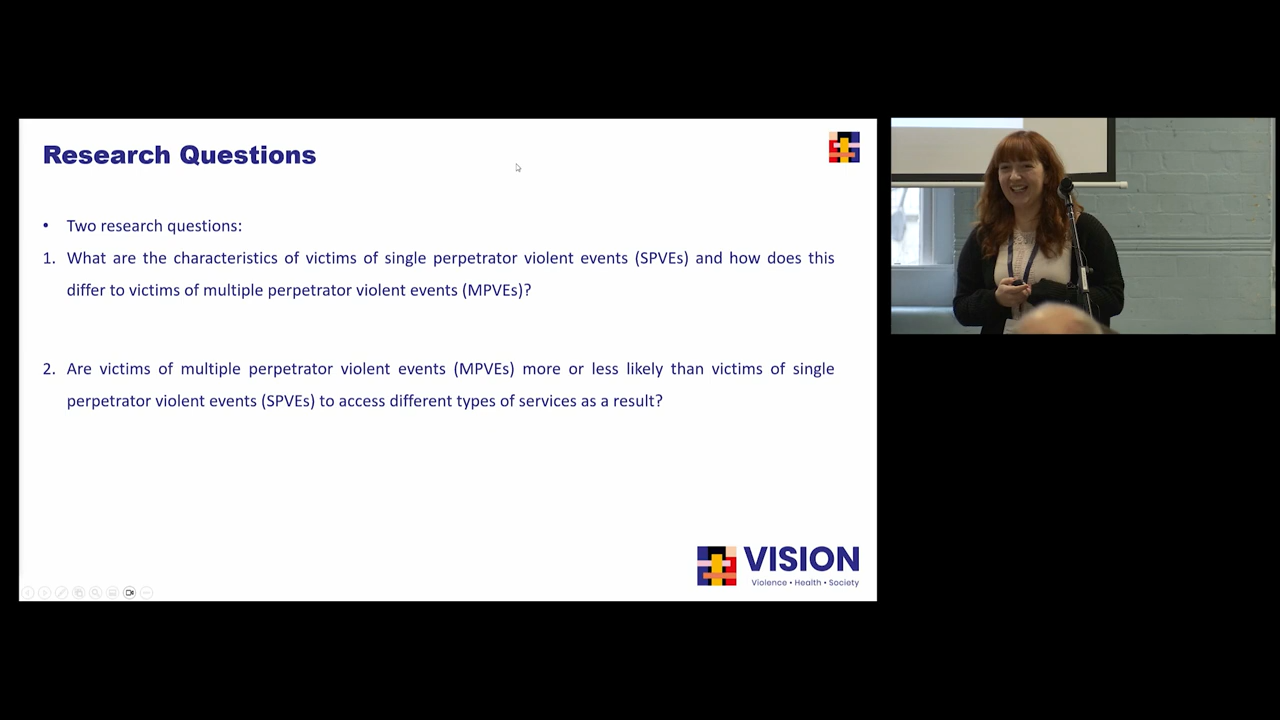 Research Questions
• Two research questions:
1. What are the characteristics of victims of single perpetrator violent events (SPVEs) and how does this
differ to victims of multiple perpetrator violent events (MPVEs)?
2. Are victims of multiple perpetrator violent events (MPVEs) more or less likely than victims of single
perpetrator violent events (SPVEs) to access different types of services as a result?
VISION
Violence • Health • Society